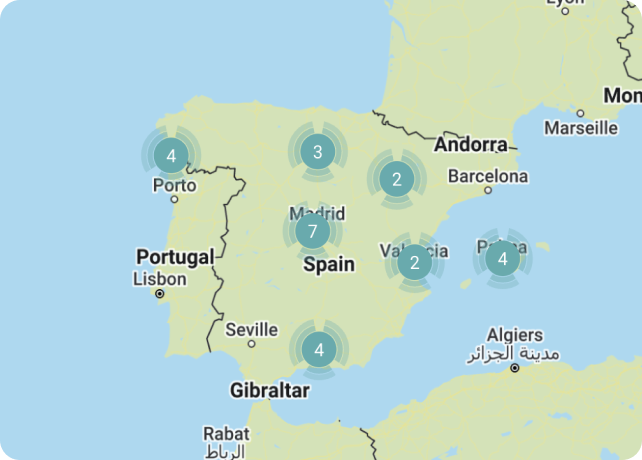 Lyon
Mon
Marseille
3
4
Andorra
2
Barcelona
Porto
Madrid
7
Valencia
2
Palma
4
Portugal
Spain
Lisbon
Seville
4
Algiers
مدينة الجزائر
Gibraltar
Rabat
الرباط